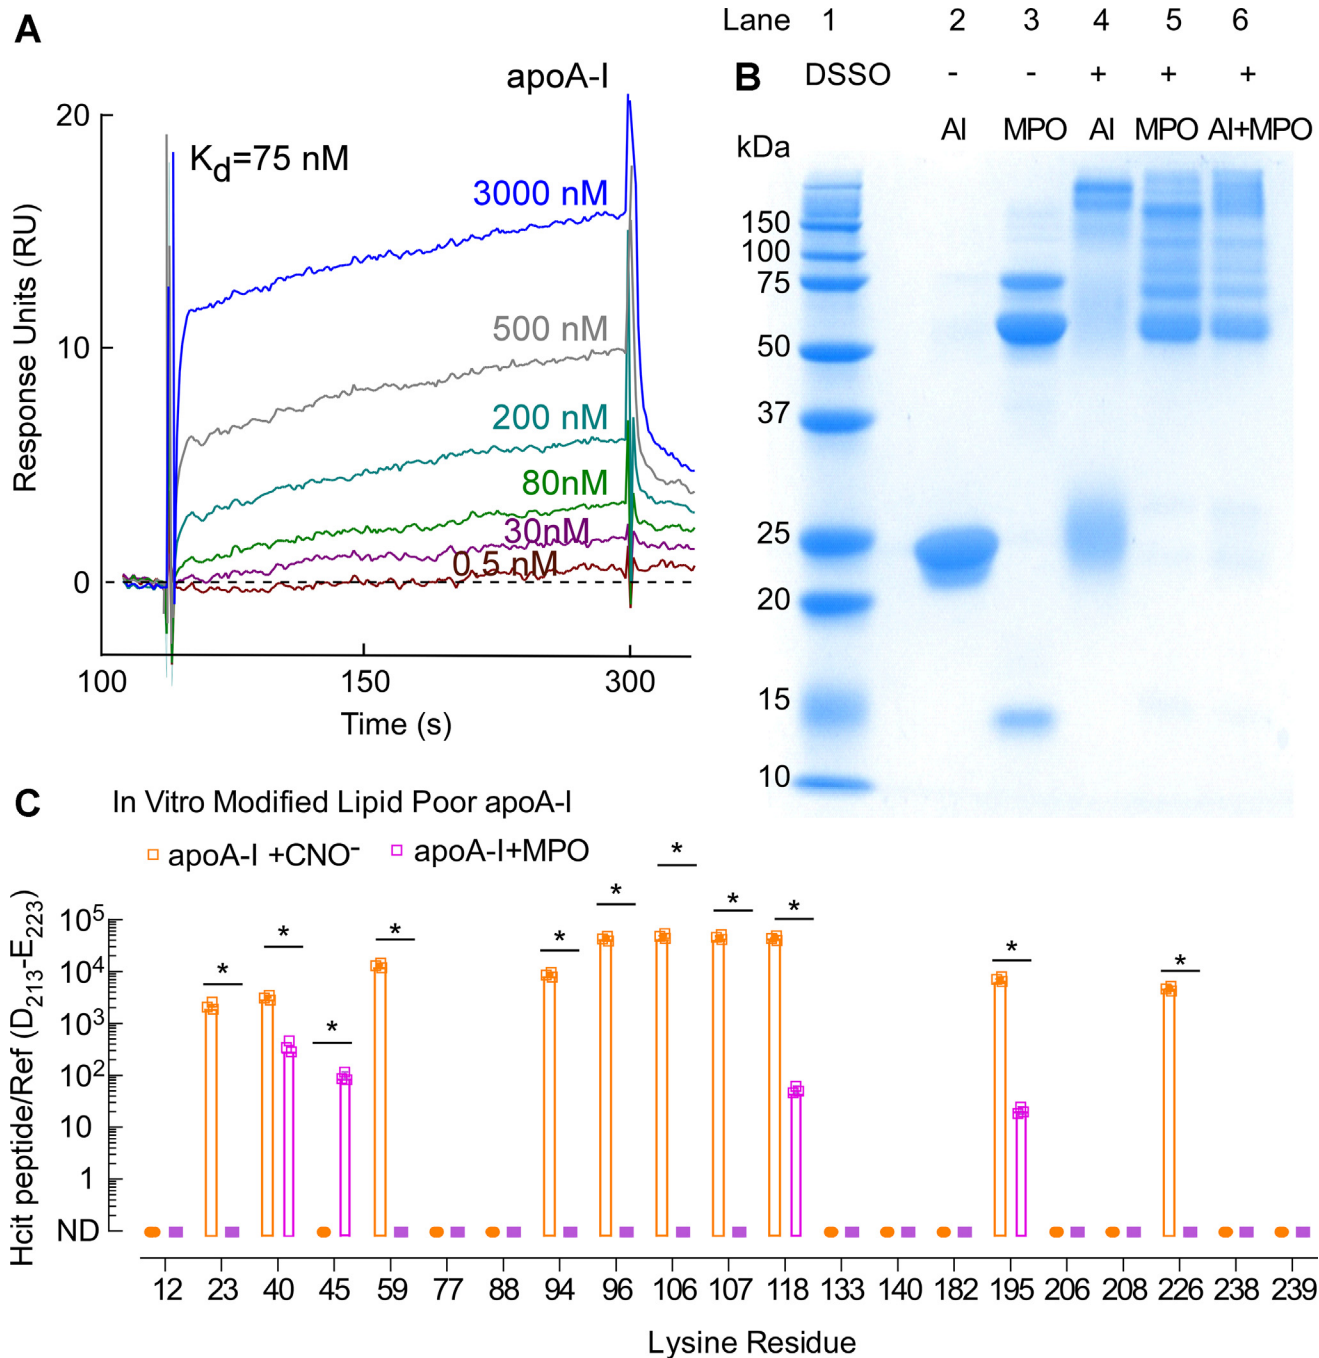 A
apoA-I
K_d=75 nM
3000 nM
500 nM
200 nM
80nM
30nM
0.5 nM
20
10
0
Response Units (RU)
100
150
300
Time (s)
Lane 1 2 3 4 5 6
B DSSO - - + + +
AI MPO AI MPO AI+MPO
kDa
150
100
75
50
37
25
20
15
10
C In Vitro Modified Lipid Poor apoA-I
apoA-I +CNO⁻ apoA-I+MPO
Hcit peptide/Ref (D₂₁₃-E₂₂₃)
10⁵
10⁴
10³
10²
10
1
ND
* * * * * * * * * * *
12 23 40 45 59 77 88 94 96 106 107 118 133 140 182 195 206 208 226 238 239
Lysine Residue